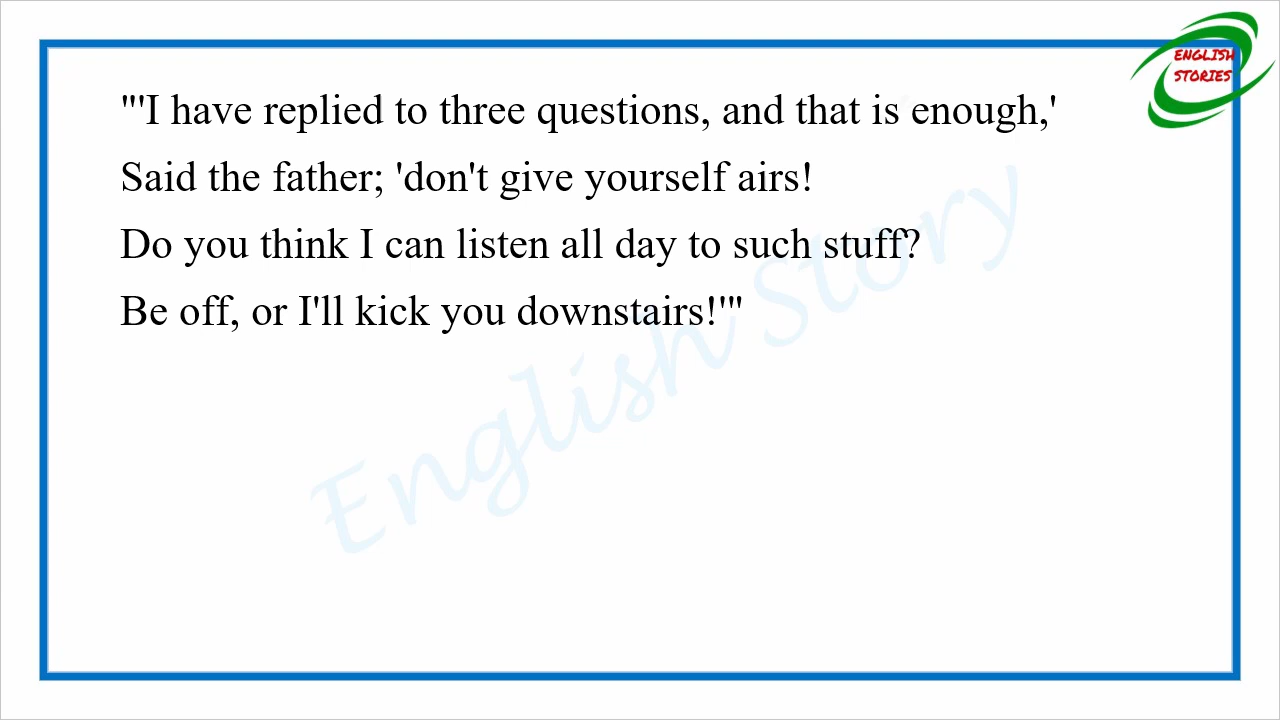 "'I have replied to three questions, and that is enough,'
Said the father; 'don't give yourself airs!
Do you think I can listen all day to such stuff?
Be off, or I'll kick you downstairs!'"
English Story
ENGLISH
STORIES